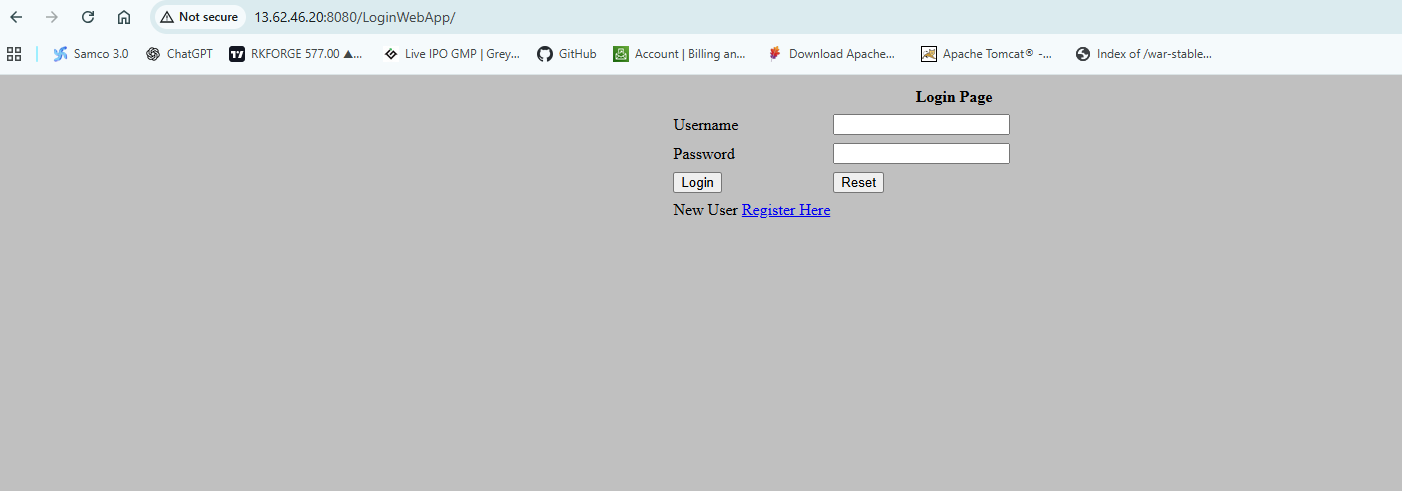 Not secure 13.62.46.20:8080/LoginWebApp/
Samco 3.0 ChatGPT RKFORGE 577.00 ▲... Live IPO GMP | Grey... GitHub Account | Billing an... Download Apache... Apache Tomcat® -... Index of /war-stable...
Login Page
Username
Password
Login Reset
New User Register Here